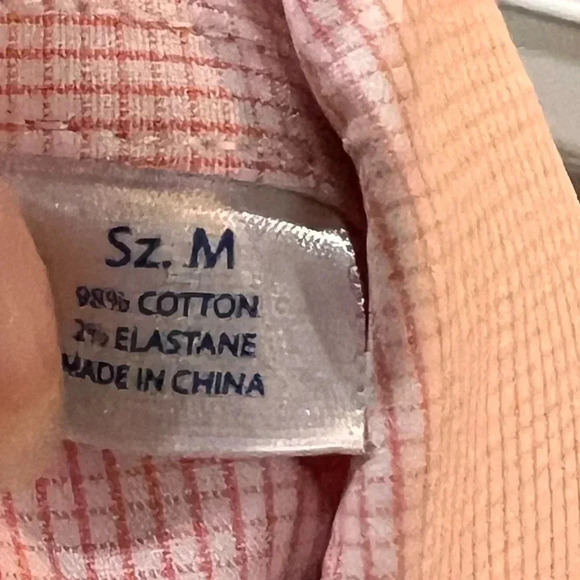 Sz. M
98% COTTON
2% ELASTANE
MADE IN CHINA